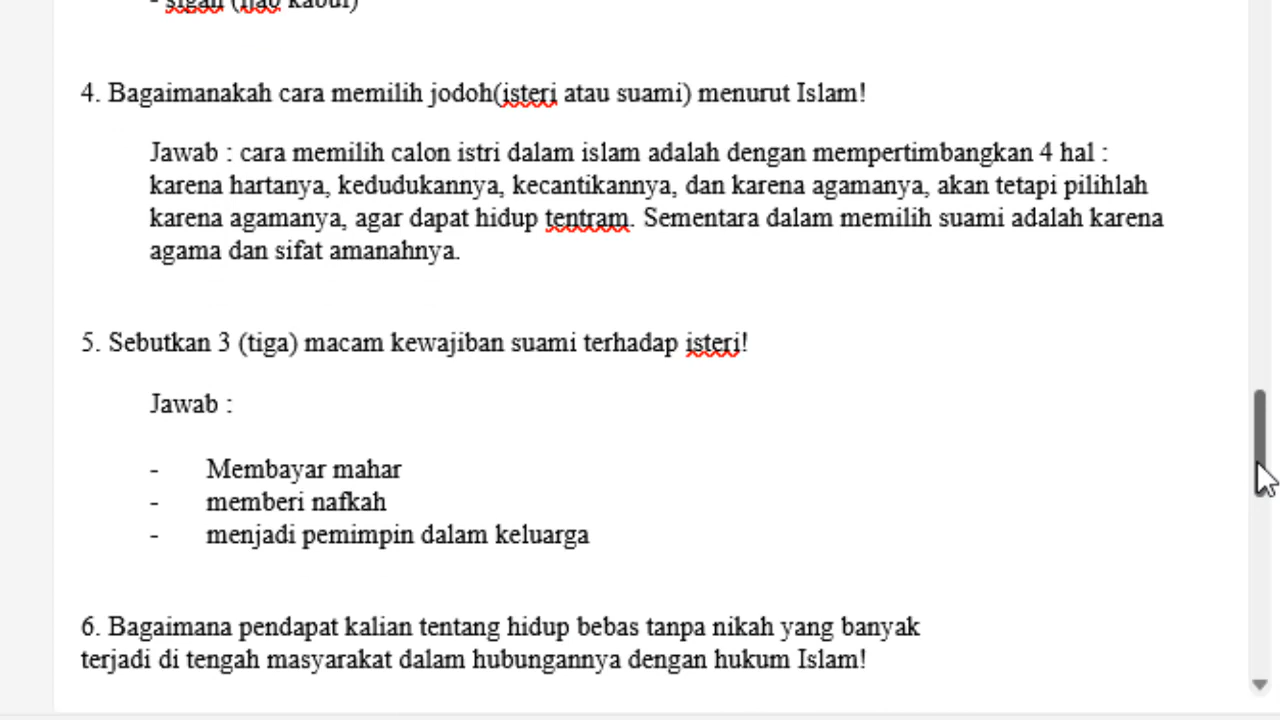 4. Bagaimanakah cara memilih jodoh(isteri atau suami) menurut Islam!
Jawab : cara memilih calon istri dalam islam adalah dengan mempertimbangkan 4 hal :
karena hartanya, kedudukannya, kecantikannya, dan karena agamanya, akan tetapi pilihlah
karena agamanya, agar dapat hidup tentram. Sementara dalam memilih suami adalah karena
agama dan sifat amanahnya.
5. Sebutkan 3 (tiga) macam kewajiban suami terhadap isteri!
Jawab :
- Membayar mahar
- memberi nafkah
- menjadi pemimpin dalam keluarga
6. Bagaimana pendapat kalian tentang hidup bebas tanpa nikah yang banyak
terjadi di tengah masyarakat dalam hubungannya dengan hukum Islam!